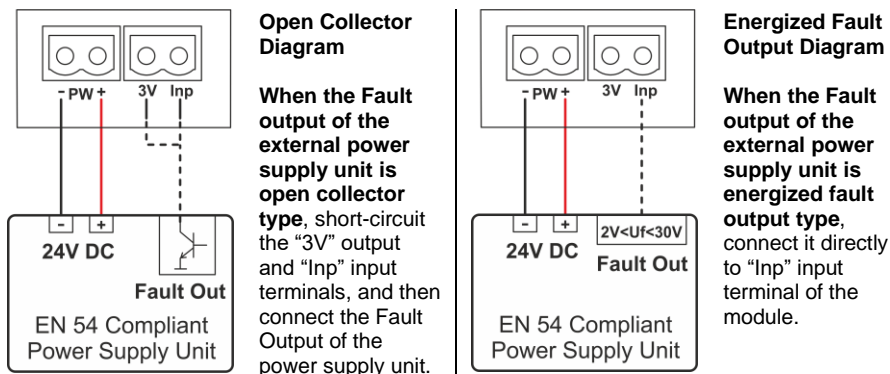 - PW +
3V Inp
-
+
24V DC
Fault Out
EN 54 Compliant
Power Supply Unit
Open Collector
Diagram
When the Fault
output of the
external power
supply unit is
open collector
type, short-circuit
the “3V” output
and “Inp” input
terminals, and then
connect the Fault
Output of the
power supply unit.
- PW +
3V Inp
-
+
2V<Uf<30V
24V DC
Fault Out
EN 54 Compliant
Power Supply Unit
Energized Fault
Output Diagram
When the Fault
output of the
external power
supply unit is
energized fault
output type,
connect it directly
to “Inp” input
terminal of the
module.